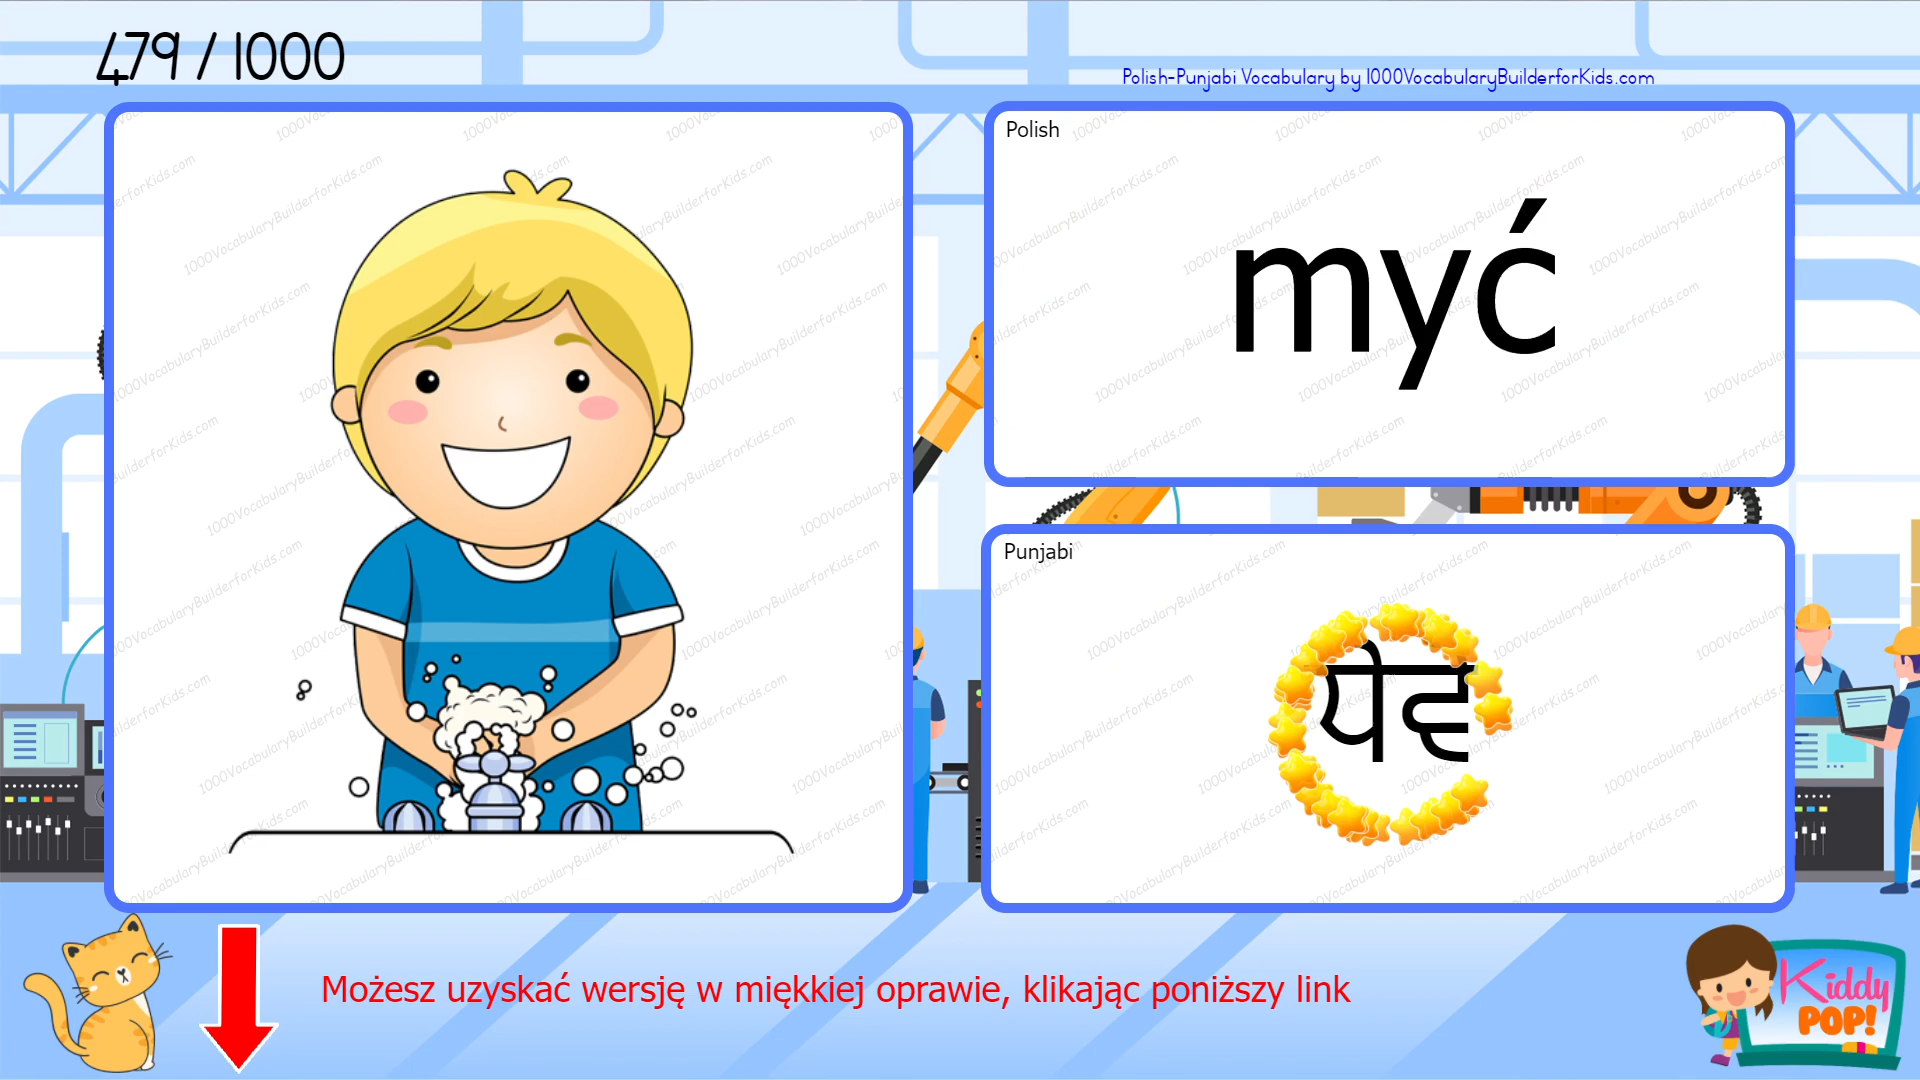 479 / 1000
Polish-Punjabi Vocabulary by 1000VocabularyBuilderforKids.com
Polish
myć
Punjabi
Możesz uzyskać wersję w miękkiej oprawie, klikając poniższy link
Kiddy
POP!